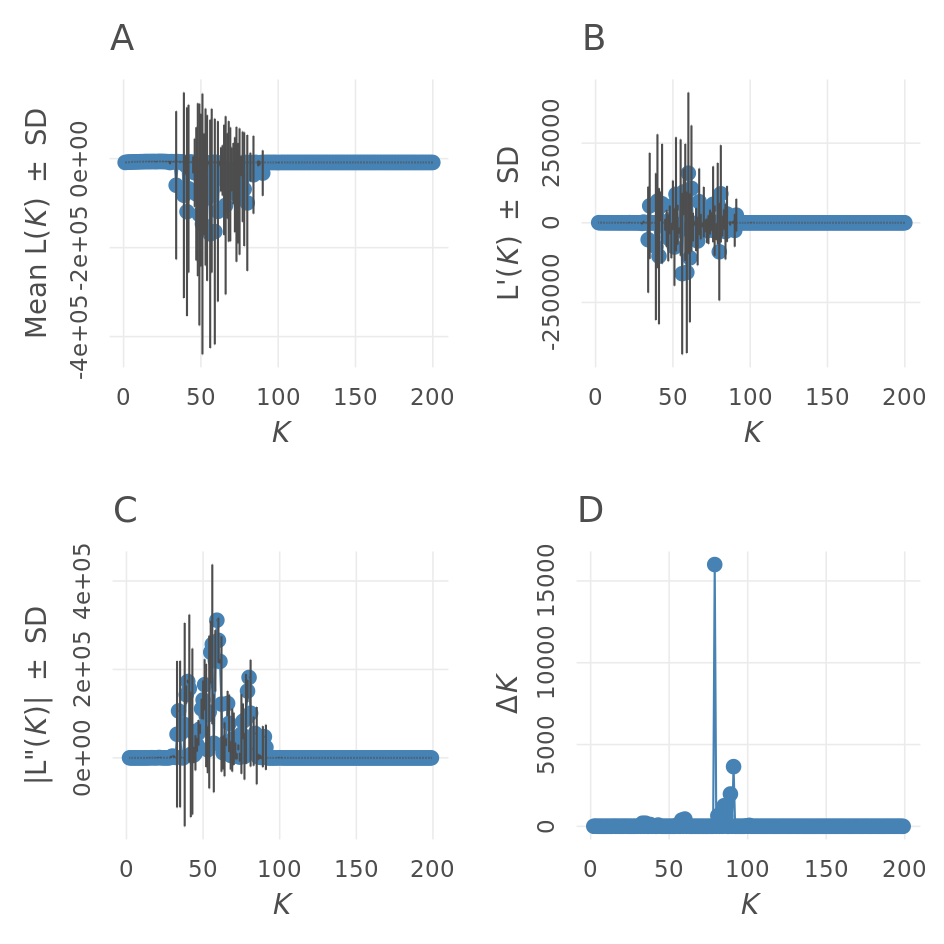 A
Mean L(K) ± SD
-4e+05 -2e+05 0e+00
0 50 100 150 200
K
B
L'(K) ± SD
-250000 0 250000
0 50 100 150 200
K
C
|L"(K)| ± SD
0e+00 2e+05 4e+05
0 50 100 150 200
K
D
ΔK
0 5000 10000 15000
0 50 100 150 200
K